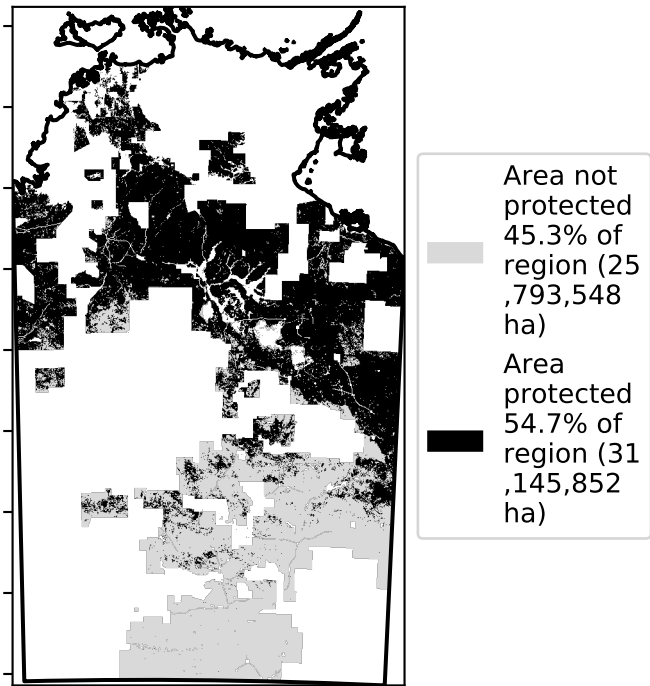 Area not
protected
45.3% of
region (25
,793,548
ha)
Area
protected
54.7% of
region (31
,145,852
ha)